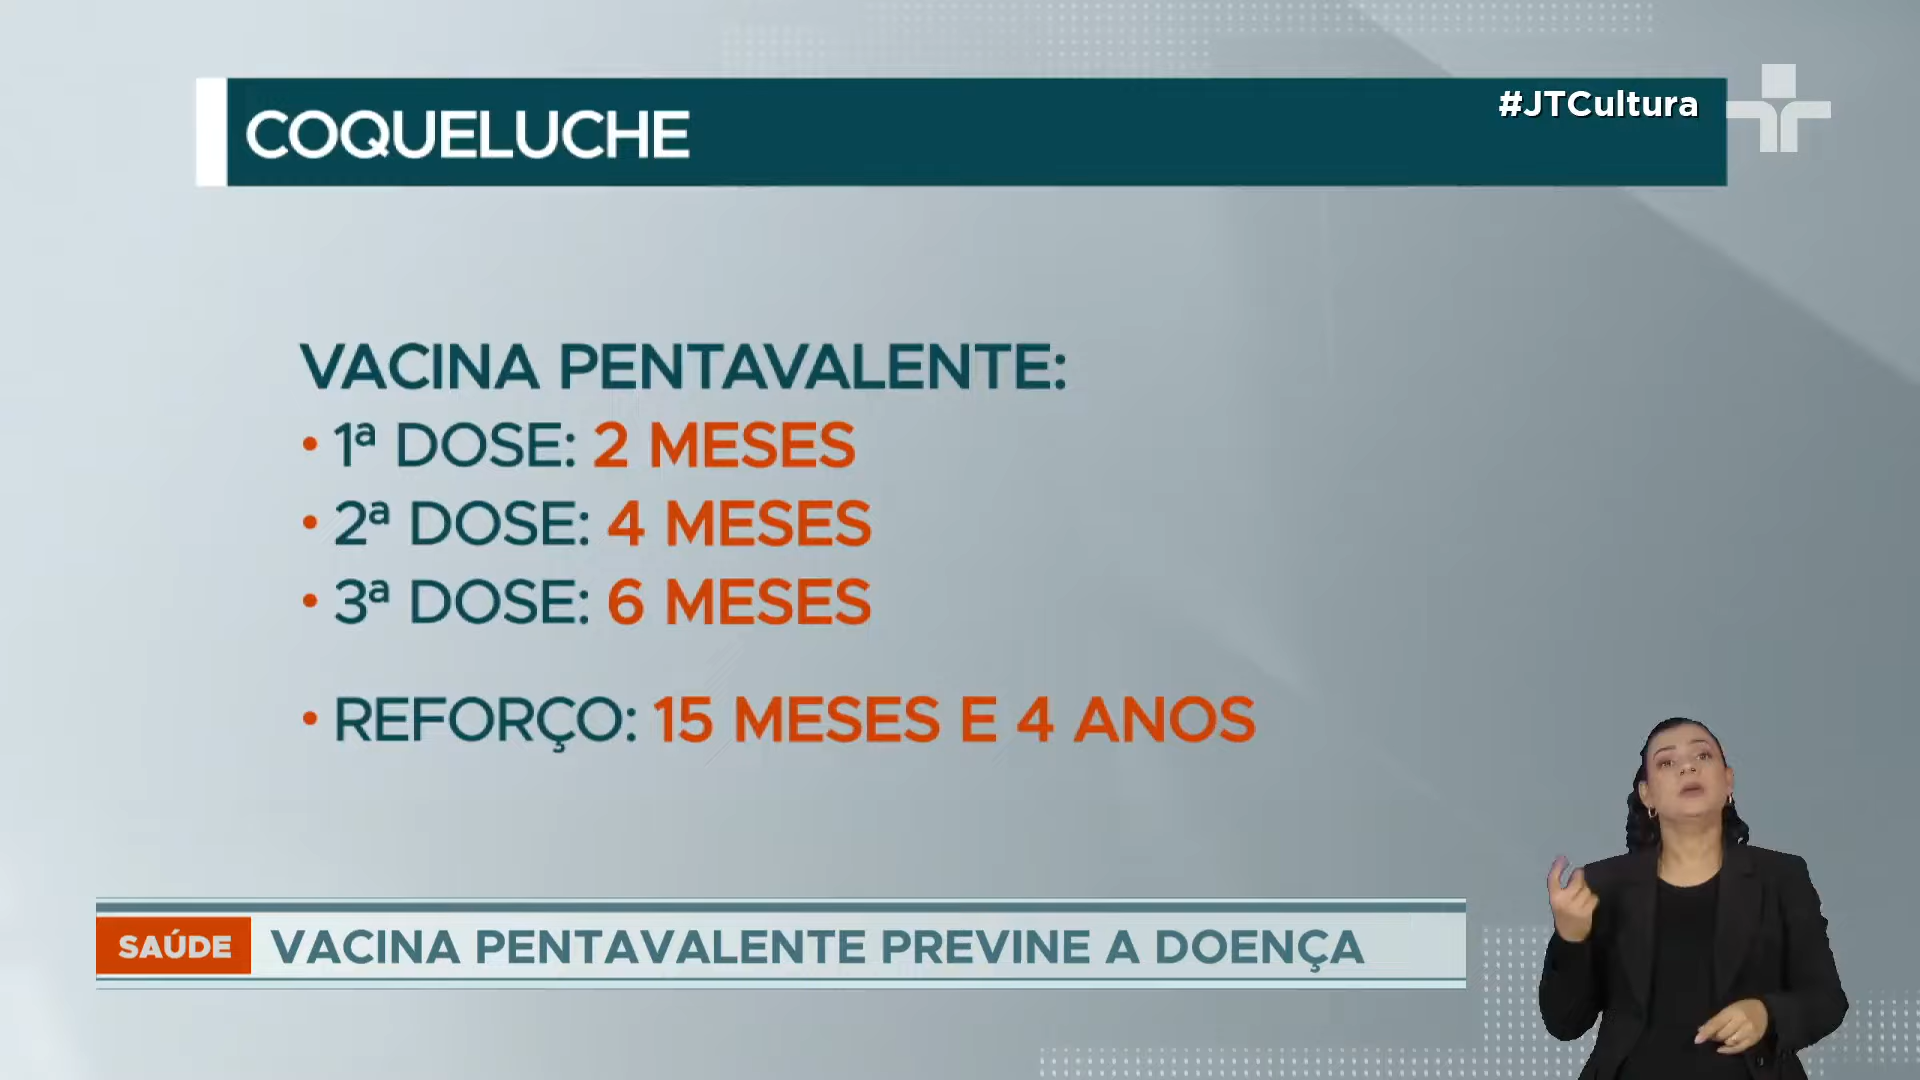 COQUELUCHE
#JTCultura
VACINA PENTAVALENTE:
• 1ª DOSE: 2 MESES
• 2ª DOSE: 4 MESES
• 3ª DOSE: 6 MESES
• REFORÇO: 15 MESES E 4 ANOS
SAÚDE
VACINA PENTAVALENTE PREVINE A DOENÇA